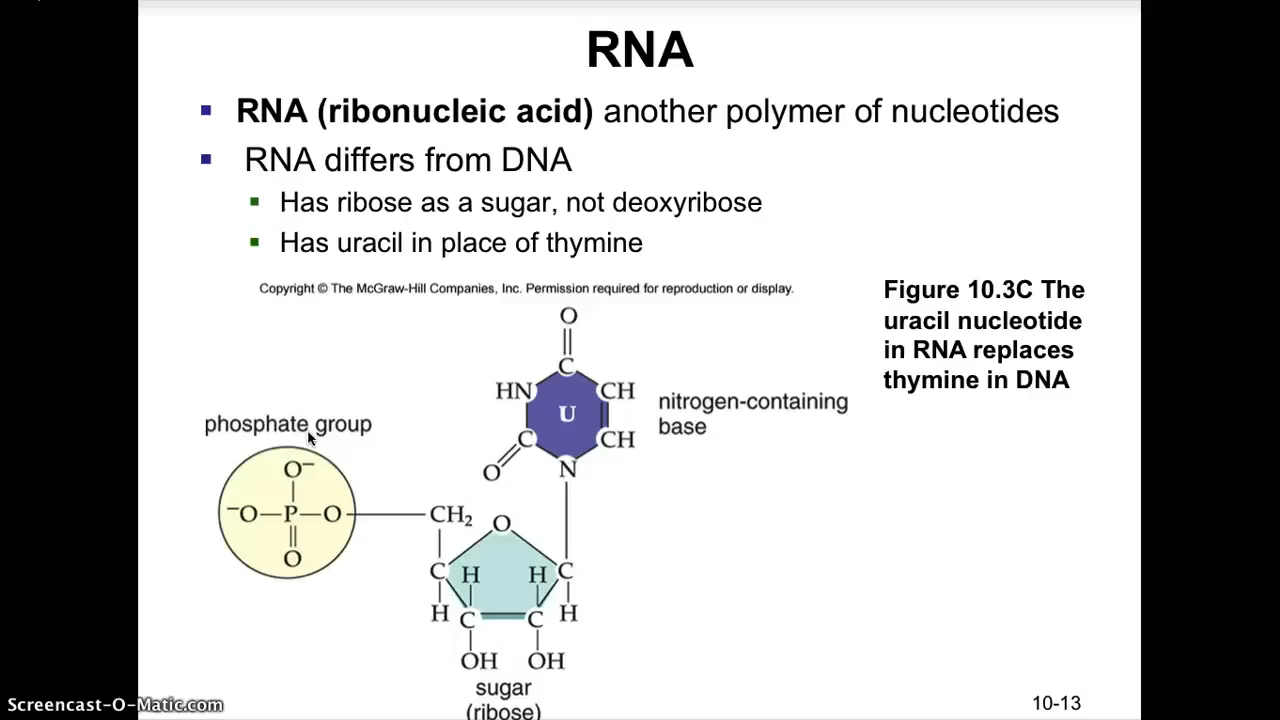 RNA
RNA (ribonucleic acid) another polymer of nucleotides
RNA differs from DNA
Has ribose as a sugar, not deoxyribose
Has uracil in place of thymine
Copyright © The McGraw-Hill Companies, Inc. Permission required for reproduction or display.
Figure 10.3C The
uracil nucleotide
in RNA replaces
thymine in DNA
O
C
HN
CH
U
nitrogen-containing
base
C
CH
O
N
phosphate group
O⁻
⁻O—P—O
O
CH₂
O
C
H
H
C
H
C
C
H
OH
OH
sugar
(ribose)
10-13
Screencast-O-Matic.com